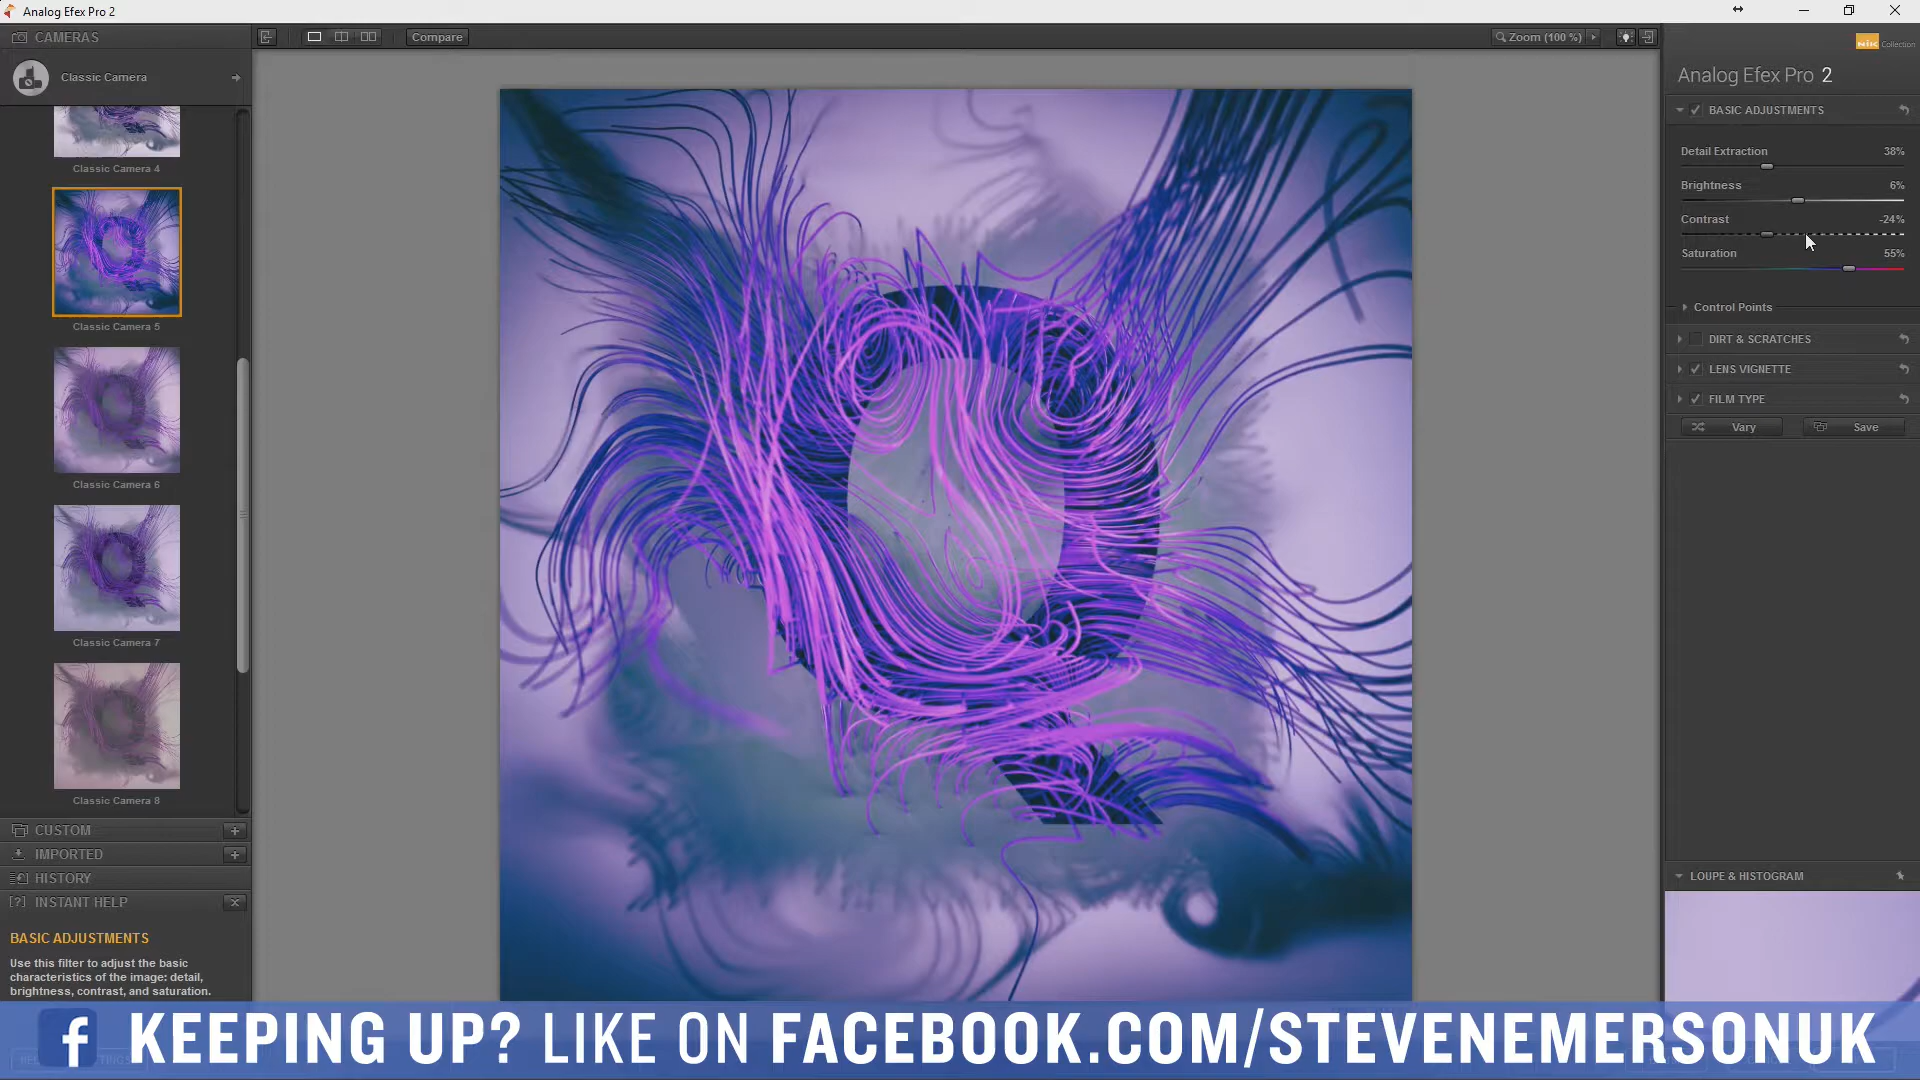 Analog Efex Pro 2
CAMERAS
Compare
Zoom (100 %)
Nik Collection
Classic Camera
Analog Efex Pro 2
BASIC ADJUSTMENTS
Detail Extraction 38%
Brightness 6%
Contrast -24%
Saturation 55%
Control Points
DIRT & SCRATCHES
LENS VIGNETTE
FILM TYPE
Vary Save
Classic Camera 4
Classic Camera 5
Classic Camera 6
Classic Camera 7
Classic Camera 8
CUSTOM
IMPORTED
HISTORY
[?] INSTANT HELP
BASIC ADJUSTMENTS
Use this filter to adjust the basic
characteristics of the image: detail,
brightness, contrast, and saturation.
LOUPE & HISTOGRAM
f KEEPING UP? LIKE ON FACEBOOK.COM/STEVENEMERSONUK